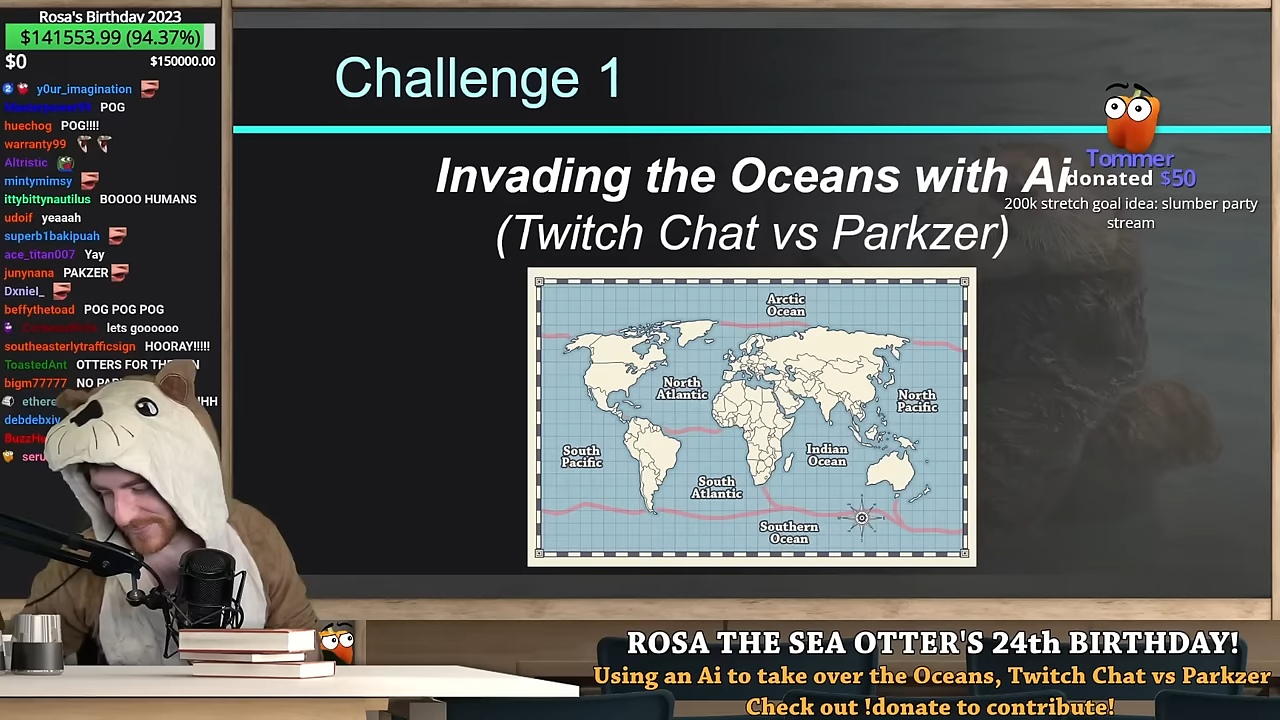 Rosa's Birthday 2023
$141553.99 (94.37%)
$0
$150000.00
y0ur_imagination
POG
huechog POG!!!!
warranty99
Altristic
mintymimsy
ittybittynautilus BOOOO HUMANS
udoif yeaaah
superb1bakipuah
ace_titan007 Yay
junynana PAKZER
Dxniel_
beffythetoad POG POG POG
lets goooooo
southeasterlytrafficsign HOORAY!!!!!
ToastedAnt OTTERS FOR
bigm77777 NO
Challenge 1
Invading the Oceans with Ai
(Twitch Chat vs Parkzer)
Tommer
donated $50
200k stretch goal idea: slumber party
stream
Arctic
Ocean
North
Atlantic
North
Pacific
South
Pacific
Indian
Ocean
South
Atlantic
Southern
Ocean
ROSA THE SEA OTTER'S 24th BIRTHDAY!
Using an Ai to take over the Oceans, Twitch Chat vs Parkzer
Check out !donate to contribute!